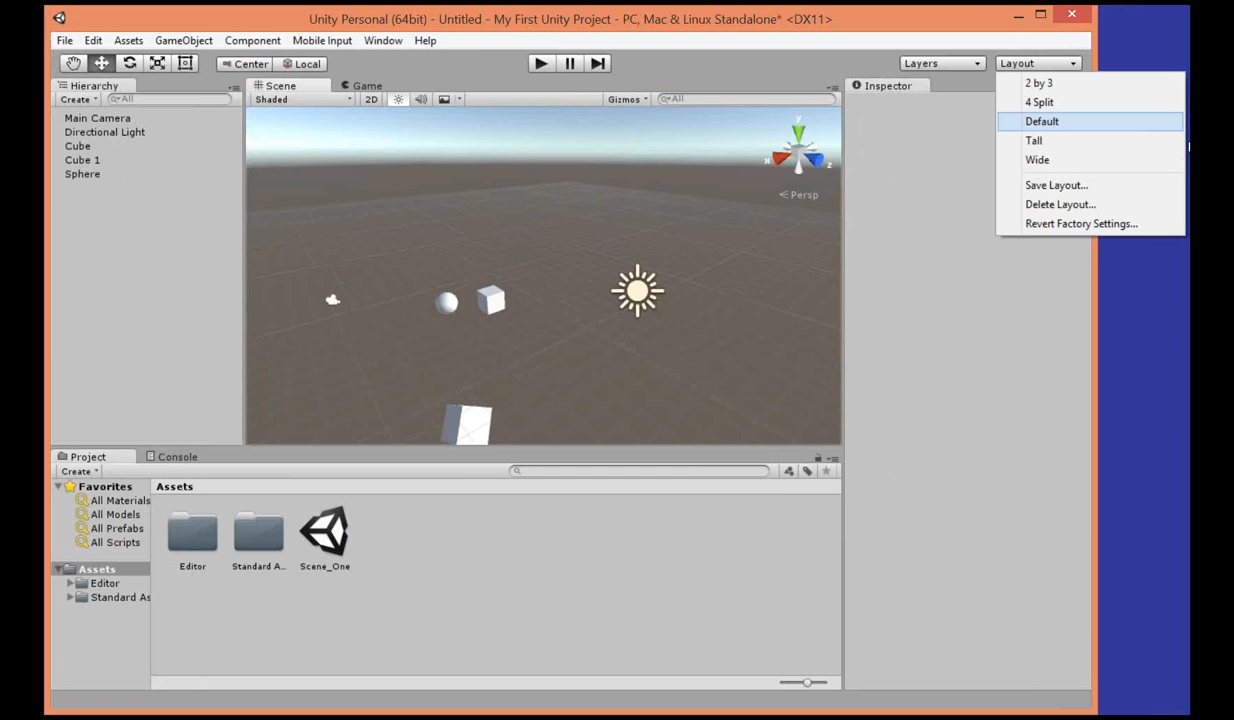 Unity Personal (64bit) - Untitled - My First Unity Project - PC, Mac & Linux Standalone* <DX11>
File Edit Assets GameObject Component Mobile Input Window Help
Center Local Layers Layout
Hierarchy Scene Game Inspector
Create All Shaded 2D Gizmos All
2 by 3
4 Split
Default
Tall
Wide
Save Layout...
Delete Layout...
Revert Factory Settings...
Main Camera
Directional Light
Cube
Cube 1
Sphere
y
x
z
Persp
Project Console
Create
Favorites
All Materials
All Models
All Prefabs
All Scripts
Assets
Editor
Standard As
Assets
Editor Standard A... Scene_One